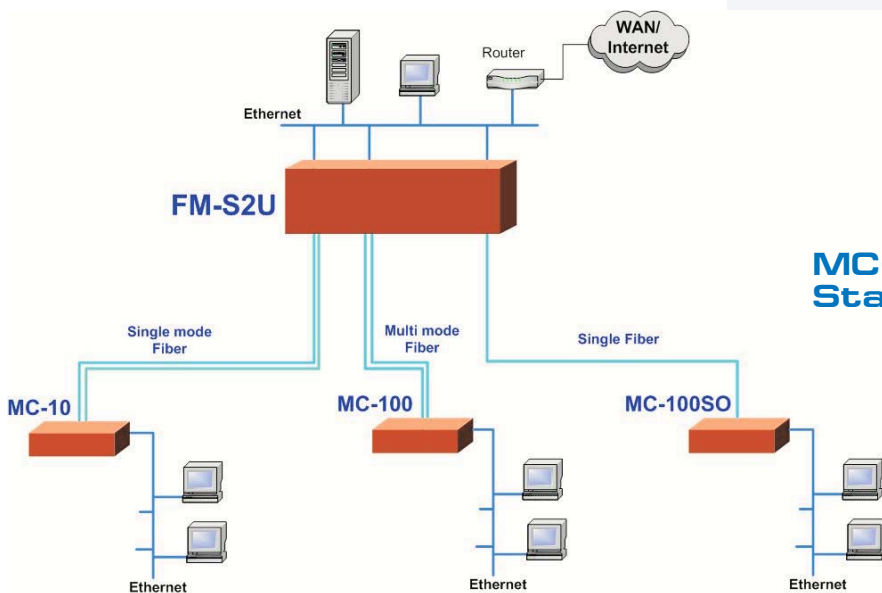 WAN/
Internet
Router
Ethernet
FM-S2U
MC
Sta
Single mode
Fiber
Multi mode
Fiber
Single Fiber
MC-10
MC-100
MC-100SO
Ethernet
Ethernet
Ethernet